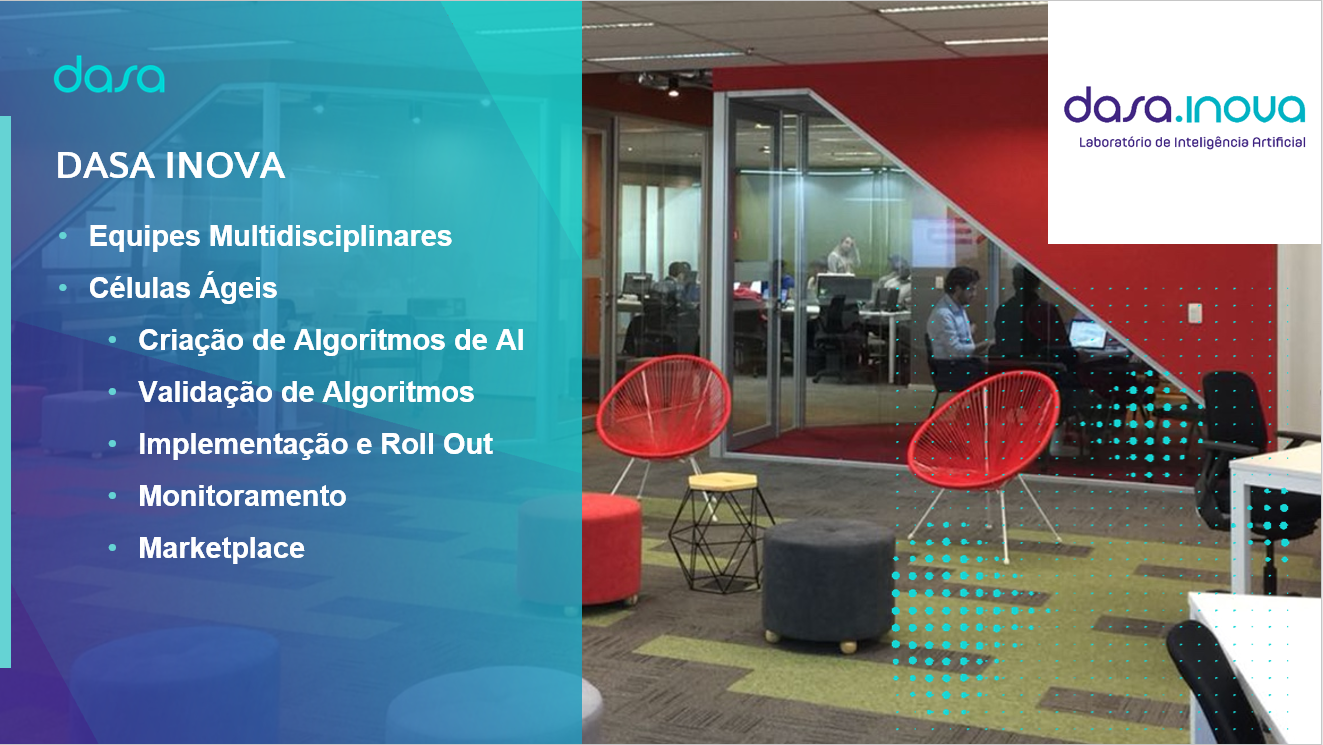 dasa
DASA INOVA
Equipes Multidisciplinares
Células Ágeis
Criação de Algoritmos de AI
Validação de Algoritmos
Implementação e Roll Out
Monitoramento
Marketplace
dasa.inova
Laboratório de Inteligência Artificial